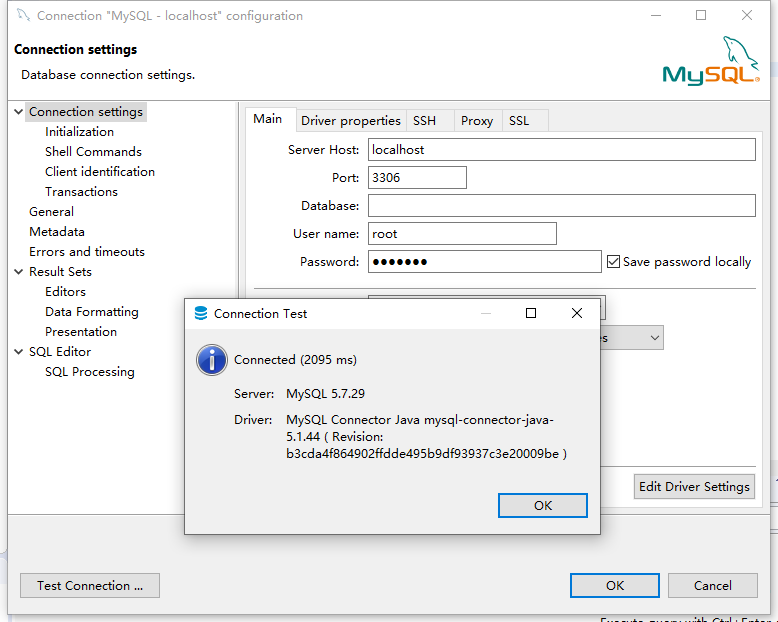 Connection "MySQL - localhost" configuration
Connection settings
Database connection settings.
MySQL®
Connection settings
Initialization
Shell Commands
Client identification
Transactions
General
Metadata
Errors and timeouts
Result Sets
Editors
Data Formatting
Presentation
SQL Editor
SQL Processing
Main Driver properties SSH Proxy SSL
Server Host: localhost
Port: 3306
Database:
User name: root
Password: ●●●●●●● Save password locally
Connection Test
Connected (2095 ms)
Server: MySQL 5.7.29
Driver: MySQL Connector Java mysql-connector-java-
5.1.44 ( Revision:
b3cda4f864902ffdde495b9df93937c3e20009be )
OK
Edit Driver Settings
Test Connection ...
OK
Cancel